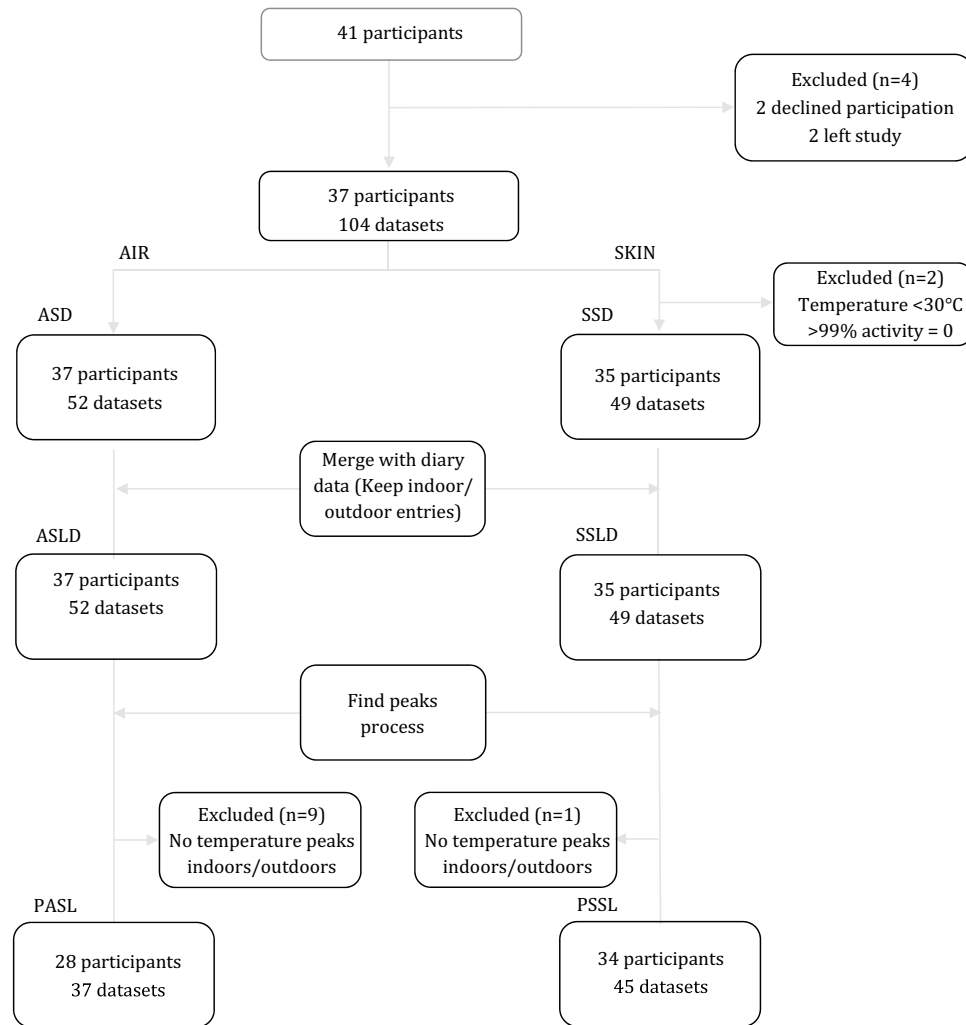 41 participants
Excluded (n=4)
2 declined participation
2 left study
37 participants
104 datasets
AIR
SKIN
Excluded (n=2)
Temperature <30°C
>99% activity = 0
ASD
SSD
37 participants
52 datasets
35 participants
49 datasets
Merge with diary
data (Keep indoor/
outdoor entries)
ASLD
SSLD
37 participants
52 datasets
35 participants
49 datasets
Find peaks
process
Excluded (n=9)
No temperature peaks
indoors/outdoors
Excluded (n=1)
No temperature peaks
indoors/outdoors
PASL
PSSL
28 participants
37 datasets
34 participants
45 datasets